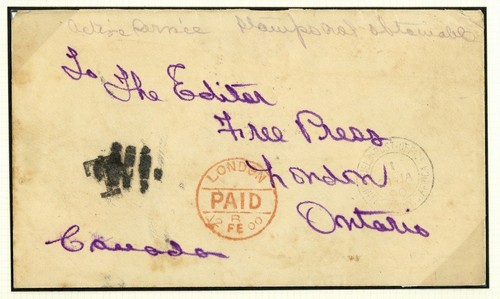 Active Service Stamps not obtainable
To The Editor
Free Press
London
Ontario
Canada
LONDON
PAID
R
12 FE 00